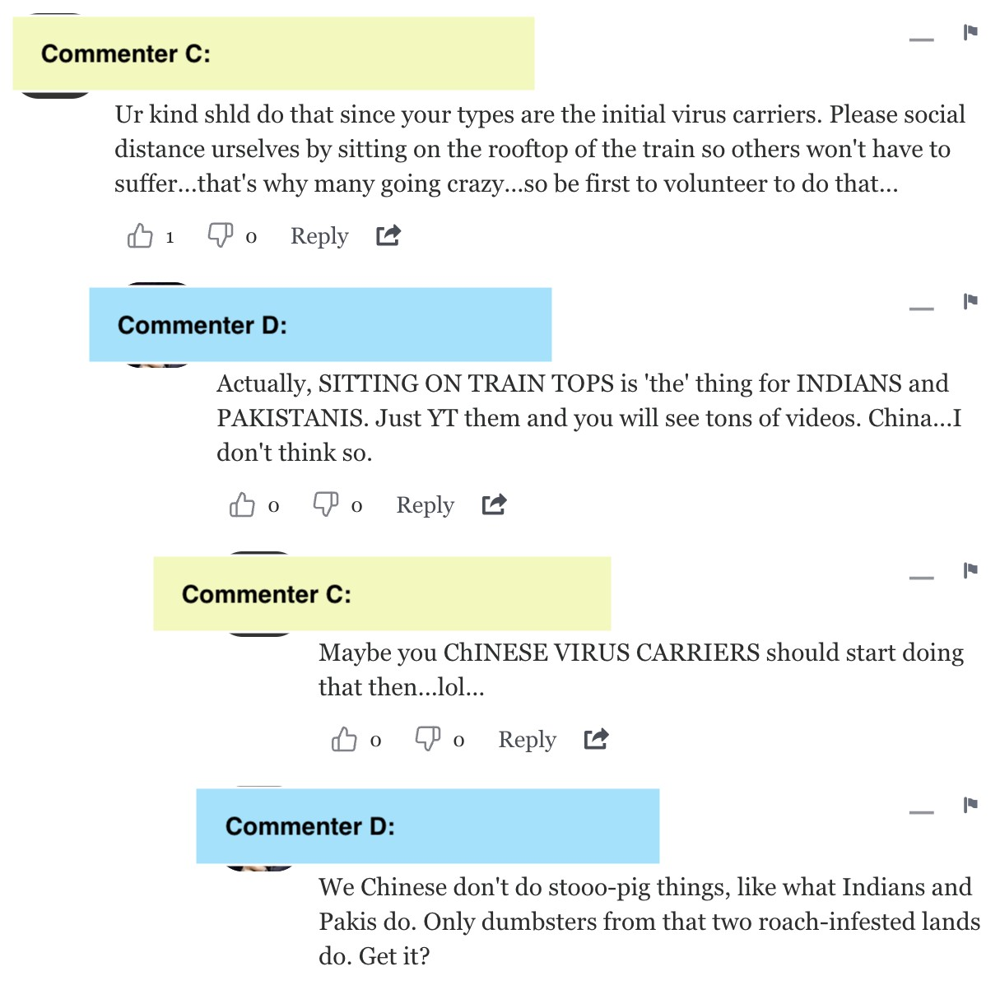 Commenter C:
Ur kind shld do that since your types are the initial virus carriers. Please social
distance urselves by sitting on the rooftop of the train so others won't have to
suffer...that's why many going crazy...so be first to volunteer to do that...
1 0 Reply
Commenter D:
Actually, SITTING ON TRAIN TOPS is 'the' thing for INDIANS and
PAKISTANIS. Just YT them and you will see tons of videos. China...I
don't think so.
0 0 Reply
Commenter C:
Maybe you ChINESE VIRUS CARRIERS should start doing
that then...lol...
0 0 Reply
Commenter D:
We Chinese don't do stooo-pig things, like what Indians and
Pakis do. Only dumbsters from that two roach-infested lands
do. Get it?